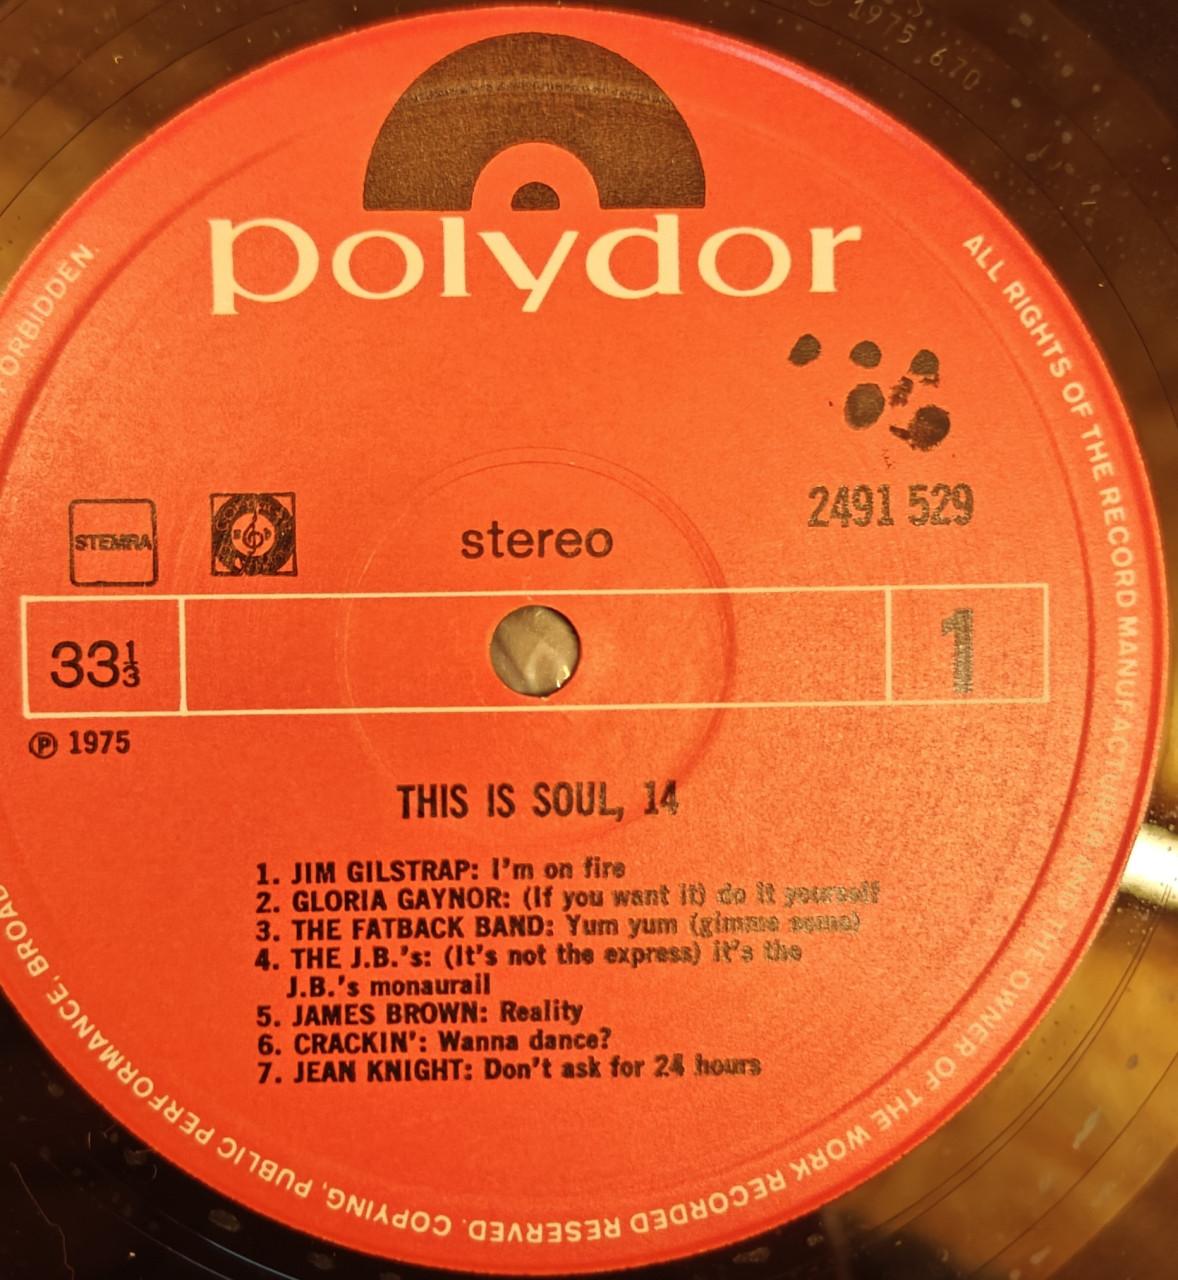 © 1975 670
polydor
FORBIDDEN.
ALL RIGHTS OF THE RECORD MANUFACTURER AND THE OWNER OF THE WORK RECORDED RESERVED. COPYING, PUBLIC PERFORMANCE, BROAD
STEMRA
stereo
2491 529
33⅓
1
℗ 1975
THIS IS SOUL, 14
1. JIM GILSTRAP: I'm on fire
2. GLORIA GAYNOR: (If you want it) do it yourself
3. THE FATBACK BAND: Yum yum (gimme some)
4. THE J.B.'s: (It's not the express) it's the
J.B.'s monaurail
5. JAMES BROWN: Reality
6. CRACKIN': Wanna dance?
7. JEAN KNIGHT: Don't ask for 24 hours